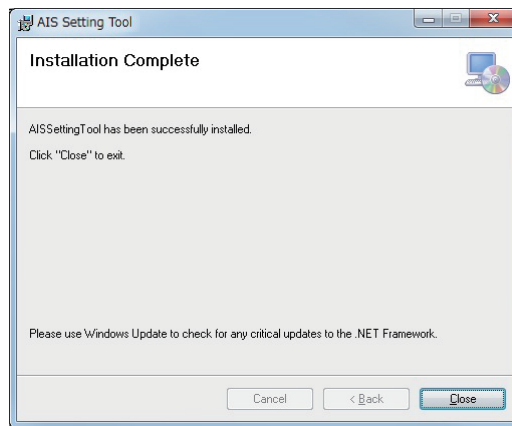 AIS Setting Tool
Installation Complete
AISSettingTool has been successfully installed.
Click "Close" to exit.
Please use Windows Update to check for any critical updates to the .NET Framework.
Cancel
< Back
Close